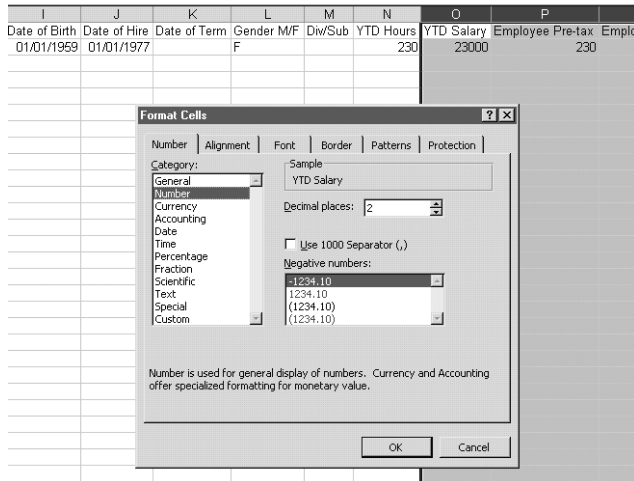 I J K L M N O P
Date of Birth Date of Hire Date of Term Gender M/F Div/Sub YTD Hours YTD Salary Employee Pre-tax Emplo
01/01/1959 01/01/1977 F 230 23000 230
Format Cells
Number Alignment Font Border Patterns Protection
Category:
General
Number
Currency
Accounting
Date
Time
Percentage
Fraction
Scientific
Text
Special
Custom
Sample
YTD Salary
Decimal places: 2
Use 1000 Separator (,)
Negative numbers:
-1234.10
1234.10
(1234.10)
(1234.10)
Number is used for general display of numbers. Currency and Accounting
offer specialized formatting for monetary value.
OK Cancel